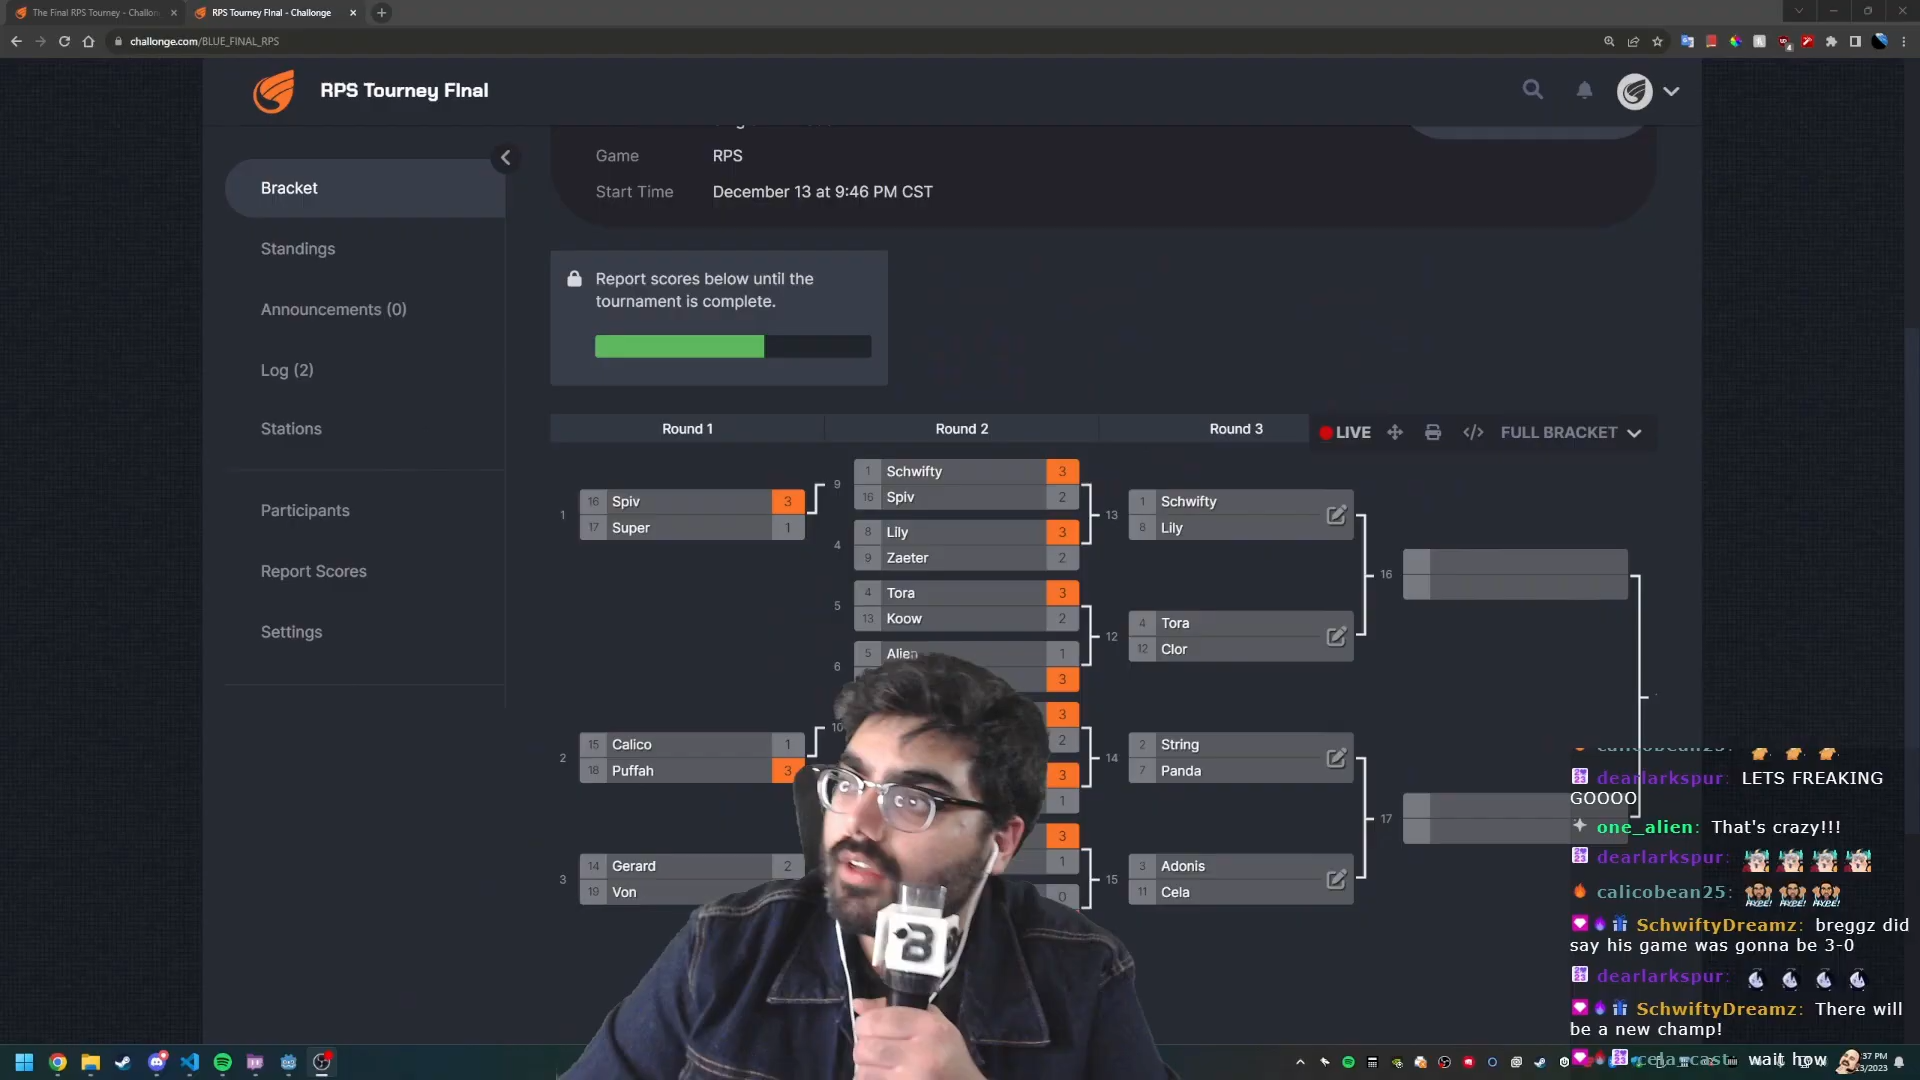 The Final RPS Tourney - Challon
RPS Tourney FInal - Challonge
challonge.com/BLUE_FINAL_RPS
RPS Tourney FInal
Game RPS
Start Time December 13 at 9:46 PM CST
Bracket
Standings
Announcements (0)
Log (2)
Stations
Participants
Report Scores
Settings
Report scores below until the
tournament is complete.
Round 1 Round 2 Round 3
LIVE FULL BRACKET
1
16 Spiv 3
17 Super 1
2
15 Calico 1
18 Puffah 3
3
14 Gerard 2
19 Von
9
1 Schwifty 3
16 Spiv 2
4
8 Lily 3
9 Zaeter 2
5
4 Tora 3
13 Koow 2
6
5 Alien 1
3
10
3
2
3
1
3
1
0
13
1 Schwifty
8 Lily
12
4 Tora
12 Clor
14
2 String
7 Panda
15
3 Adonis
11 Cela
16
17
calicobean25:
dearlarkspur: LETS FREAKING
GOOOO
one_alien: That's crazy!!!
dearlarkspur:
calicobean25:
SchwiftyDreamz: breggz did
say his game was gonna be 3-0
dearlarkspur:
SchwiftyDreamz: There will
be a new champ!
cela_cast: wait how
B